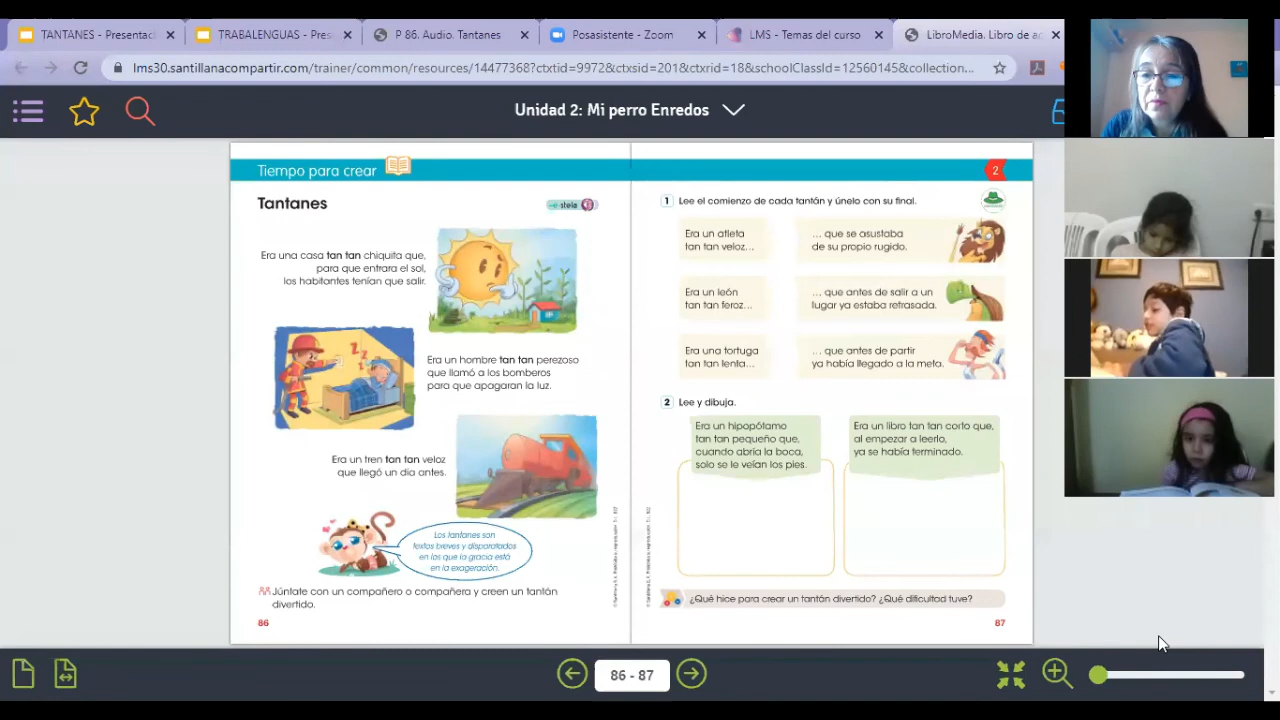 TANTANES - Presentac
TRABALENGUAS - Pres
P 86. Audio. Tantanes
Posasistente - Zoom
LMS - Temas del curso
LibroMedia. Libro de ac
lms30.santillanacompartir.com/trainer/common/resources/14477368?ctxtid=9972&ctxsid=201&ctxrid=18&schoolClassId=12560145&collection...
Unidad 2: Mi perro Enredos
Tiempo para crear
Tantanes
Era una casa tan tan chiquita que,
para que entrara el sol,
los habitantes tenían que salir.
Era un hombre tan tan perezoso
que llamó a los bomberos
para que apagaran la luz.
Era un tren tan tan veloz
que llegó un día antes.
Los tantanes son
textos breves y disparatados
en los que la gracia está
en la exageración.
Júntate con un compañero o compañera y creen un tantán
divertido.
86
2
1 Lee el comienzo de cada tantán y únelo con su final.
Era un atleta
tan tan veloz...
... que se asustaba
de su propio rugido.
Era un león
tan tan feroz...
... que antes de salir a un
lugar ya estaba retrasada.
Era una tortuga
tan tan lenta...
... que antes de partir
ya había llegado a la meta.
2 Lee y dibuja.
Era un hipopótamo
tan tan pequeño que,
cuando abría la boca,
solo se le veían los pies.
Era un libro tan tan corto que,
al empezar a leerlo,
ya se había terminado.
¿Qué hice para crear un tantán divertido? ¿Qué dificultad tuve?
87
86 - 87